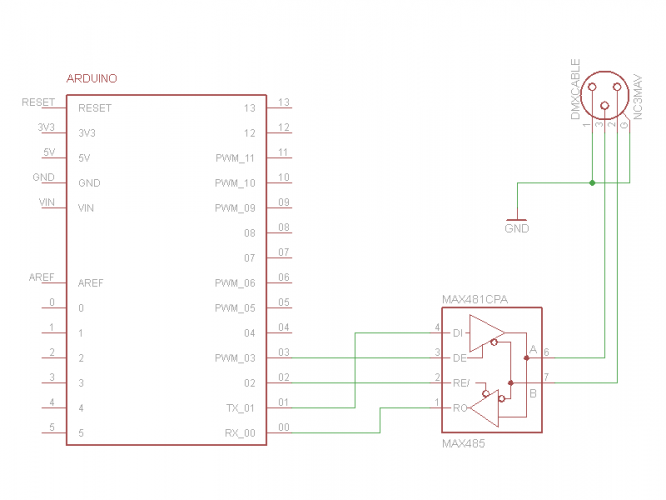 ARDUINO
DMXCABLE
NC3MAV
1
3
2
G
RESET RESET 13 13
3V3 3V3 12 12
5V 5V PWM_11 11
GND GND PWM_10 10
VIN VIN PWM_09 09
08 08
07 07
AREF AREF PWM_06 06
0 0 PWM_05 05
1 1 04 04
2 2 PWM_03 03
3 3 02 02
4 4 TX_01 01
5 5 RX_00 00
GND
MAX481CPA
4 DI
3 DE A 6
2 RE/ B 7
1 RO
MAX485